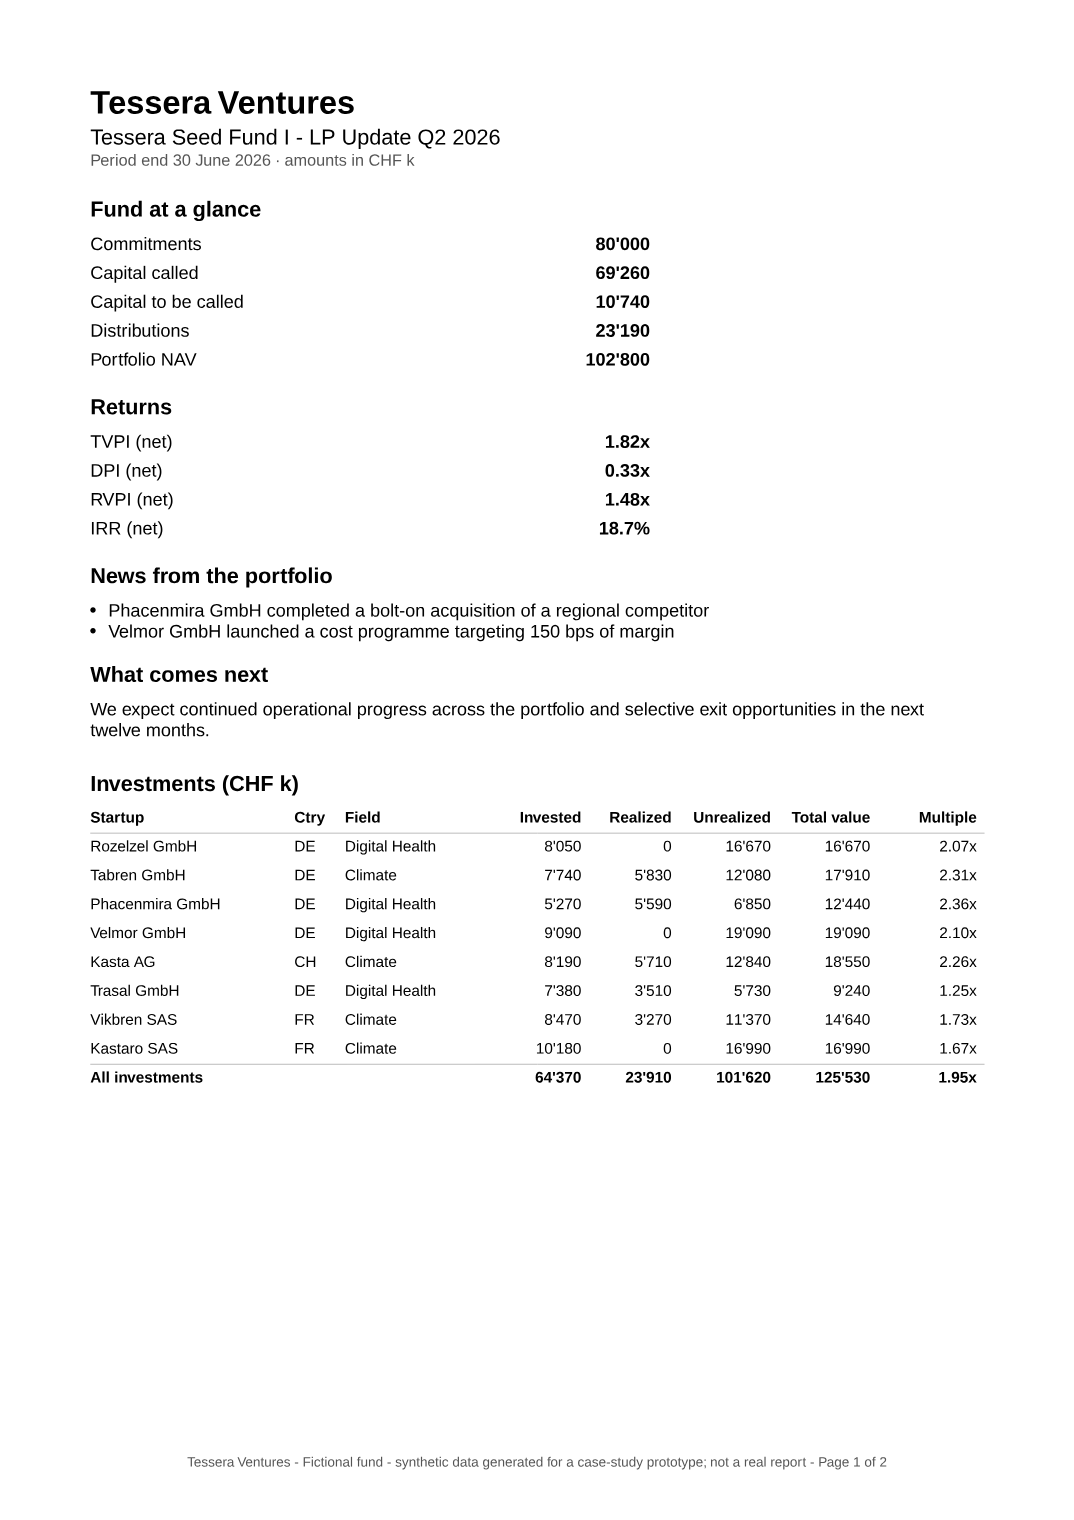 Tessera Ventures
Tessera Seed Fund I - LP Update Q2 2026
Period end 30 June 2026 · amounts in CHF k
Fund at a glance
Commitments 80'000
Capital called 69'260
Capital to be called 10'740
Distributions 23'190
Portfolio NAV 102'800
Returns
TVPI (net) 1.82x
DPI (net) 0.33x
RVPI (net) 1.48x
IRR (net) 18.7%
News from the portfolio
• Phacenmira GmbH completed a bolt-on acquisition of a regional competitor
• Velmor GmbH launched a cost programme targeting 150 bps of margin
What comes next
We expect continued operational progress across the portfolio and selective exit opportunities in the next
twelve months.
Investments (CHF k)
Startup Ctry Field Invested Realized Unrealized Total value Multiple
Rozelzel GmbH DE Digital Health 8'050 0 16'670 16'670 2.07x
Tabren GmbH DE Climate 7'740 5'830 12'080 17'910 2.31x
Phacenmira GmbH DE Digital Health 5'270 5'590 6'850 12'440 2.36x
Velmor GmbH DE Digital Health 9'090 0 19'090 19'090 2.10x
Kasta AG CH Climate 8'190 5'710 12'840 18'550 2.26x
Trasal GmbH DE Digital Health 7'380 3'510 5'730 9'240 1.25x
Vikbren SAS FR Climate 8'470 3'270 11'370 14'640 1.73x
Kastaro SAS FR Climate 10'180 0 16'990 16'990 1.67x
All investments 64'370 23'910 101'620 125'530 1.95x
Tessera Ventures - Fictional fund - synthetic data generated for a case-study prototype; not a real report - Page 1 of 2